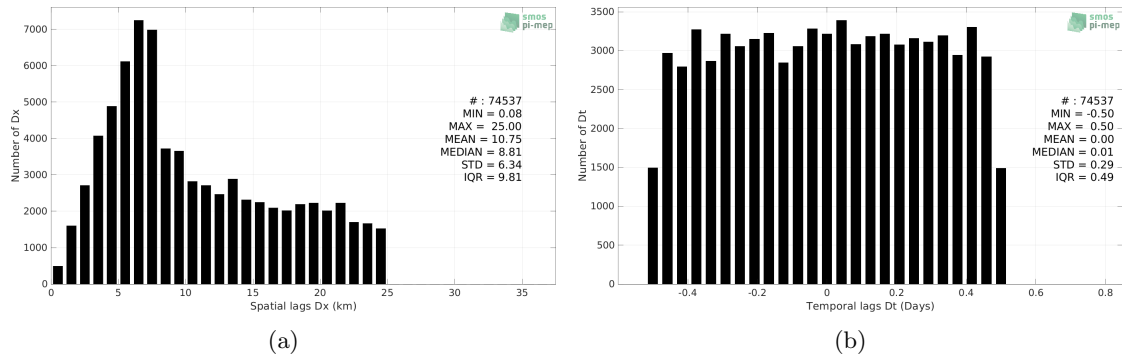 smos
pi-mep
7000
6000
5000
4000
3000
2000
1000
0
Number of Dx
# : 74537
MIN = 0.08
MAX = 25.00
MEAN = 10.75
MEDIAN = 8.81
STD = 6.34
IQR = 9.81
0 5 10 15 20 25 30 35
Spatial lags Dx (km)
(a)
smos
pi-mep
3500
3000
2500
2000
1500
1000
500
0
Number of Dt
# : 74537
MIN = -0.50
MAX = 0.50
MEAN = 0.00
MEDIAN = 0.01
STD = 0.29
IQR = 0.49
-0.4 -0.2 0 0.2 0.4 0.6 0.8
Temporal lags Dt (Days)
(b)